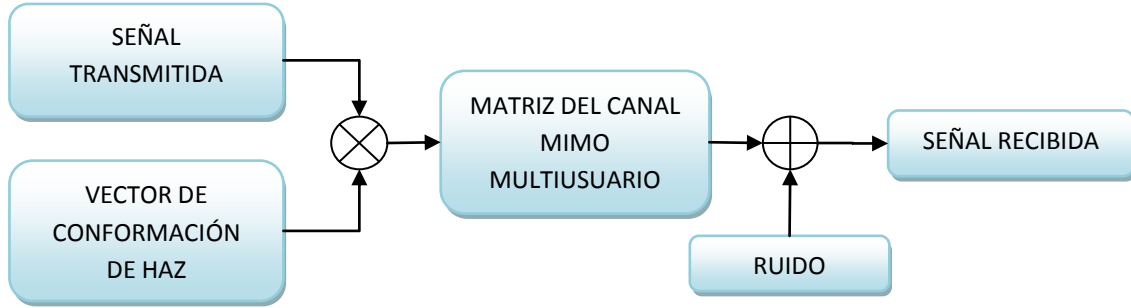 SEÑAL
TRANSMITIDA
VECTOR DE
CONFORMACIÓN
DE HAZ
MATRIZ DEL CANAL
MIMO
MULTIUSUARIO
RUIDO
SEÑAL RECIBIDA